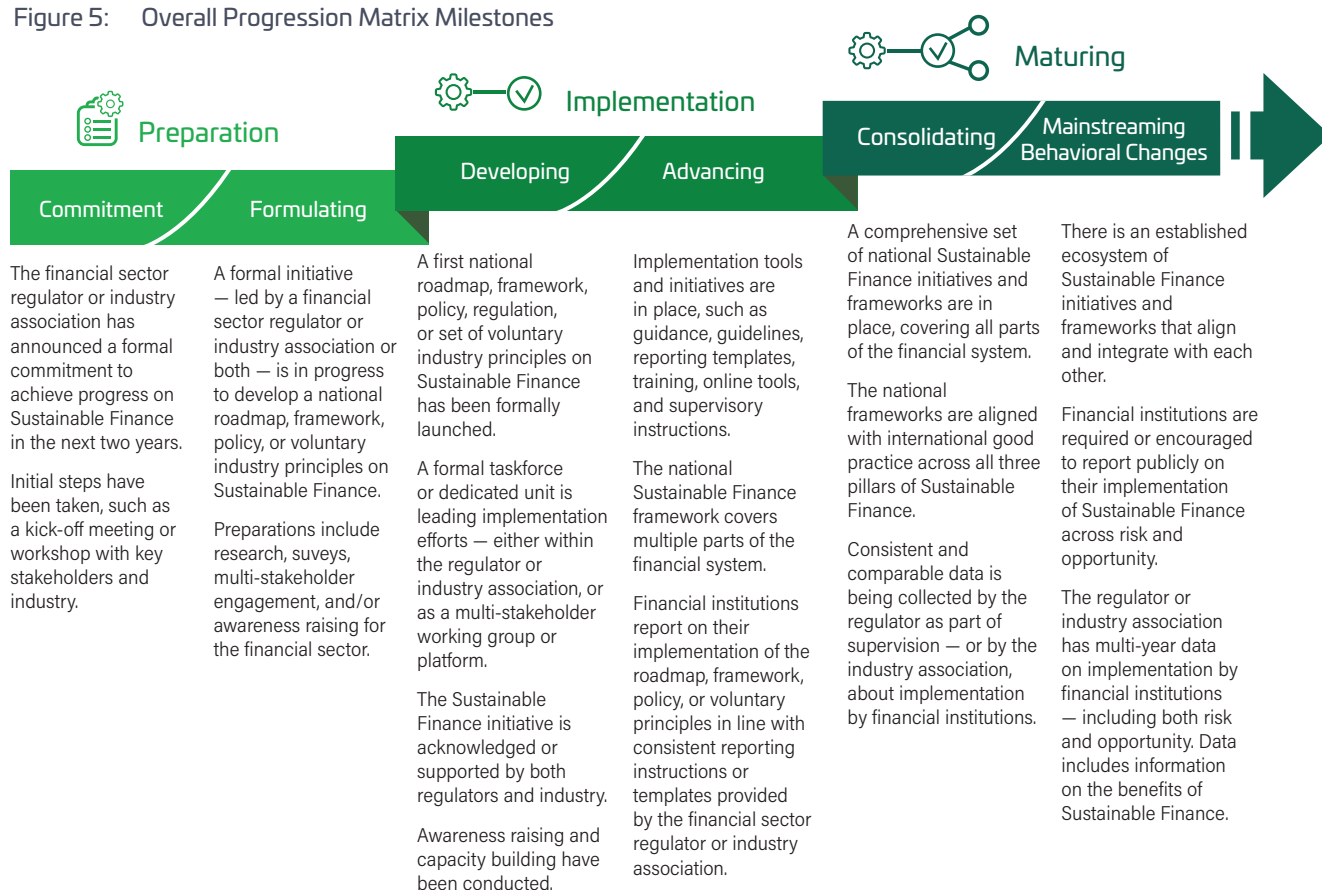 Figure 5: Overall Progression Matrix Milestones
Preparation
Commitment
Formulating
The financial sector
regulator or industry
association has
announced a formal
commitment to
achieve progress on
Sustainable Finance
in the next two years.
Initial steps have
been taken, such as
a kick-off meeting or
workshop with key
stakeholders and
industry.
A formal initiative
— led by a financial
sector regulator or
industry association or
both — is in progress
to develop a national
roadmap, framework,
policy, or voluntary
industry principles on
Sustainable Finance.
Preparations include
research, suveys,
multi-stakeholder
engagement, and/or
awareness raising for
the financial sector.
Implementation
Developing
Advancing
A first national
roadmap, framework,
policy, regulation,
or set of voluntary
industry principles on
Sustainable Finance
has been formally
launched.
A formal taskforce
or dedicated unit is
leading implementation
efforts — either within
the regulator or
industry association, or
as a multi-stakeholder
working group or
platform.
The Sustainable
Finance initiative is
acknowledged or
supported by both
regulators and industry.
Awareness raising and
capacity building have
been conducted.
Implementation tools
and initiatives are
in place, such as
guidance, guidelines,
reporting templates,
training, online tools,
and supervisory
instructions.
The national
Sustainable Finance
framework covers
multiple parts of the
financial system.
Financial institutions
report on their
implementation of the
roadmap, framework,
policy, or voluntary
principles in line with
consistent reporting
instructions or
templates provided
by the financial sector
regulator or industry
association.
Maturing
Consolidating
Mainstreaming
Behavioral Changes
A comprehensive set
of national Sustainable
Finance initiatives and
frameworks are in
place, covering all parts
of the financial system.
The national
frameworks are aligned
with international good
practice across all three
pillars of Sustainable
Finance.
Consistent and
comparable data is
being collected by the
regulator as part of
supervision — or by the
industry association,
about implementation
by financial institutions.
There is an established
ecosystem of
Sustainable Finance
initiatives and
frameworks that align
and integrate with each
other.
Financial institutions are
required or encouraged
to report publicly on
their implementation
of Sustainable Finance
across risk and
opportunity.
The regulator or
industry association
has multi-year data
on implementation by
financial institutions
— including both risk
and opportunity. Data
includes information
on the benefits of
Sustainable Finance.